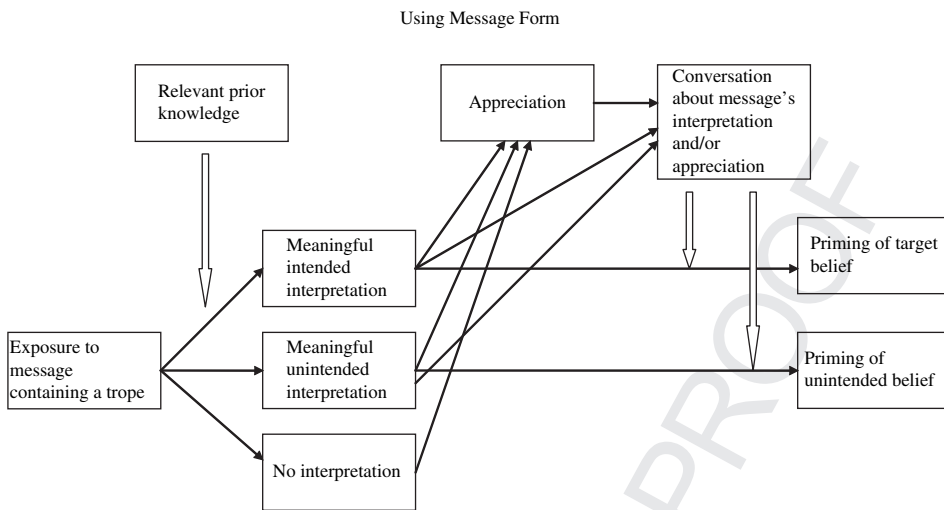 Using Message Form
Relevant prior
knowledge
Appreciation
Conversation
about message's
interpretation
and/or
appreciation
Meaningful
intended
interpretation
Priming of target
belief
Exposure to
message
containing a trope
Meaningful
unintended
interpretation
Priming of
unintended belief
No interpretation
PROOF